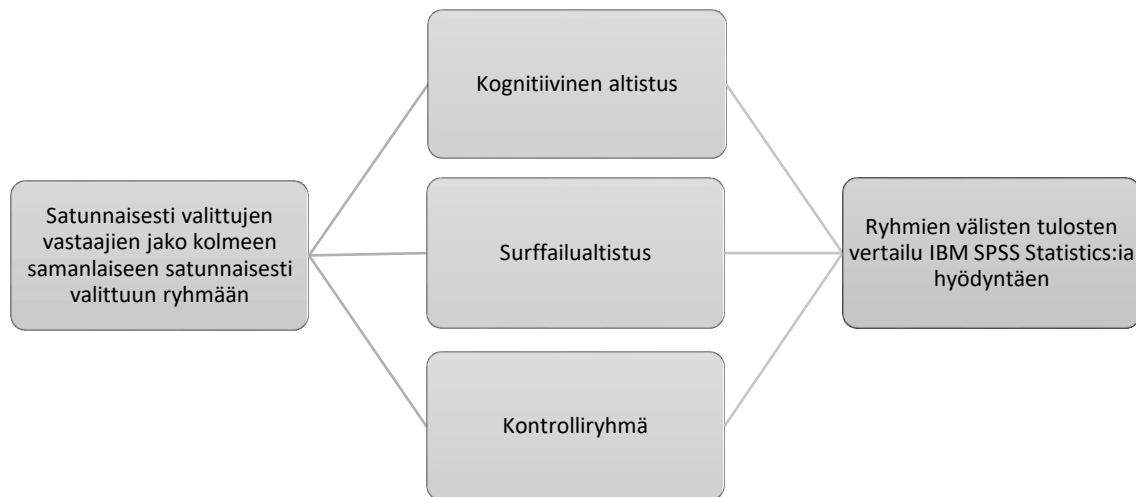 Kognitiivinen altistus
Satunnaisesti valittujen
vastaajien jako kolmeen
samanlaiseen satunnaisesti
valittuun ryhmään
Surffailualtistus
Ryhmien välisten tulosten
vertailu IBM SPSS Statistics:ia
hyödyntäen
Kontrolliryhmä